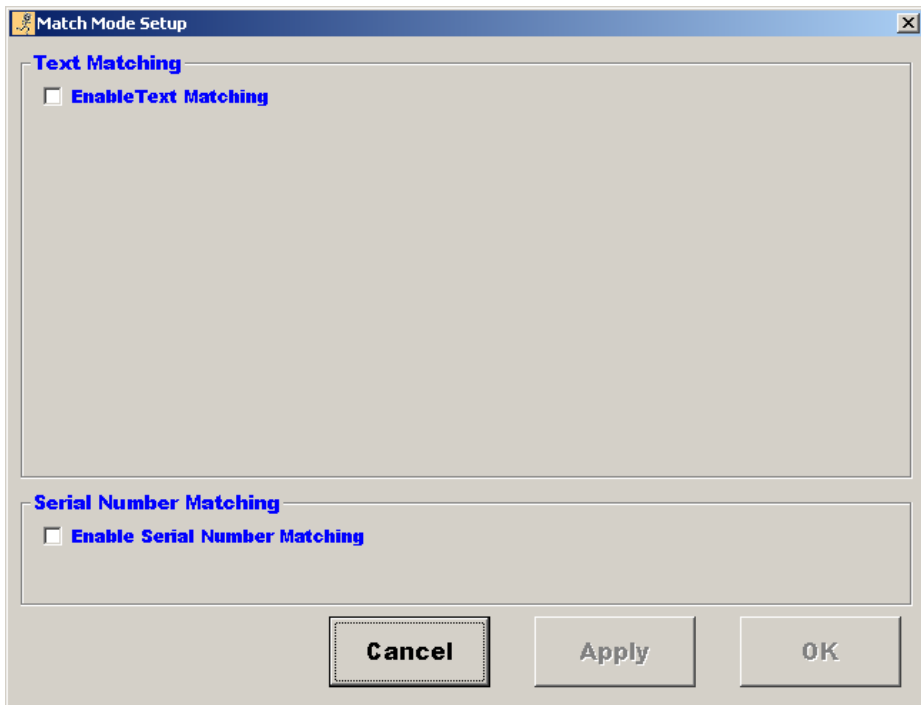 Match Mode Setup
Text Matching
EnableText Matching
Serial Number Matching
Enable Serial Number Matching
Cancel Apply OK